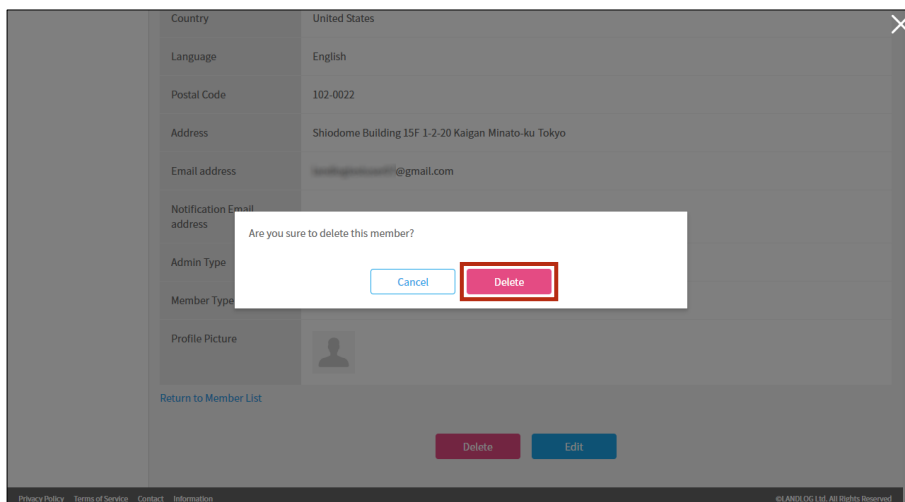 Country United States
Language English
Postal Code 102-0022
Address Shiodome Building 15F 1-2-20 Kaigan Minato-ku Tokyo
Email address @gmail.com
Notification Email
address
Are you sure to delete this member?
Admin Type
Cancel Delete
Member Type
Profile Picture
Return to Member List
Delete Edit
Privacy Policy Terms of Service Contact Information ©LANDLOG Ltd. All Rights Reserved